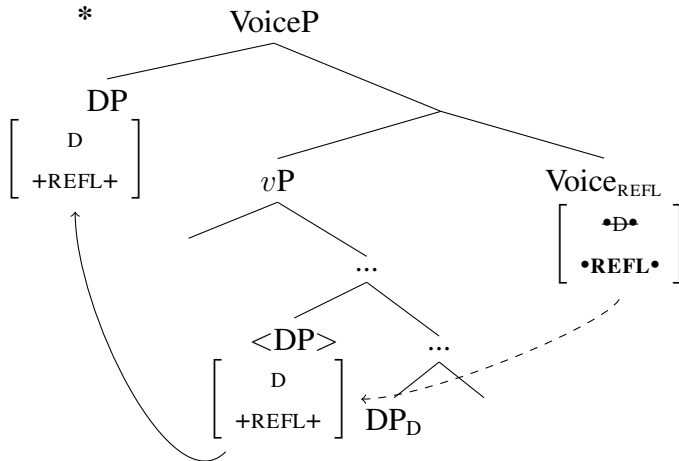 * VoiceP
DP
D
+REFL+
vP Voice_REFL
•D•
•REFL•
...
<DP> ...
D
+REFL+
DP_D